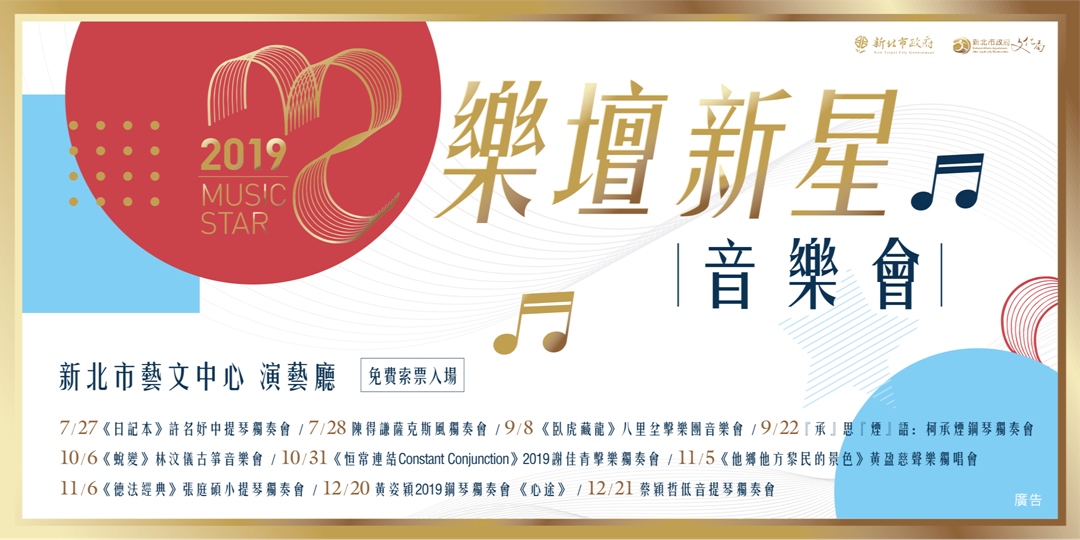 新北市政府
New Taipei City Government
新北市政府文化局
2019
MUSIC
STAR
樂壇新星
音樂會
新北市藝文中心 演藝廳 免費索票入場
7/27《日記本》許名妤中提琴獨奏會 / 7/28 陳得謙薩克斯風獨奏會 / 9/8《臥虎藏龍》八里坌擊樂團音樂會 / 9/22『承』思『煙』語：柯承煙鋼琴獨奏會
10/6《蛻變》林汶儀古箏音樂會 / 10/31《恒常連結Constant Conjunction》2019謝佳青擊樂獨奏會 / 11/5《他鄉他方黎民的景色》黃盈慈聲樂獨唱會
11/6《德法經典》張庭碩小提琴獨奏會 / 12/20 黃姿穎2019鋼琴獨奏會《心途》 / 12/21 蔡穎哲低音提琴獨奏會
廣告